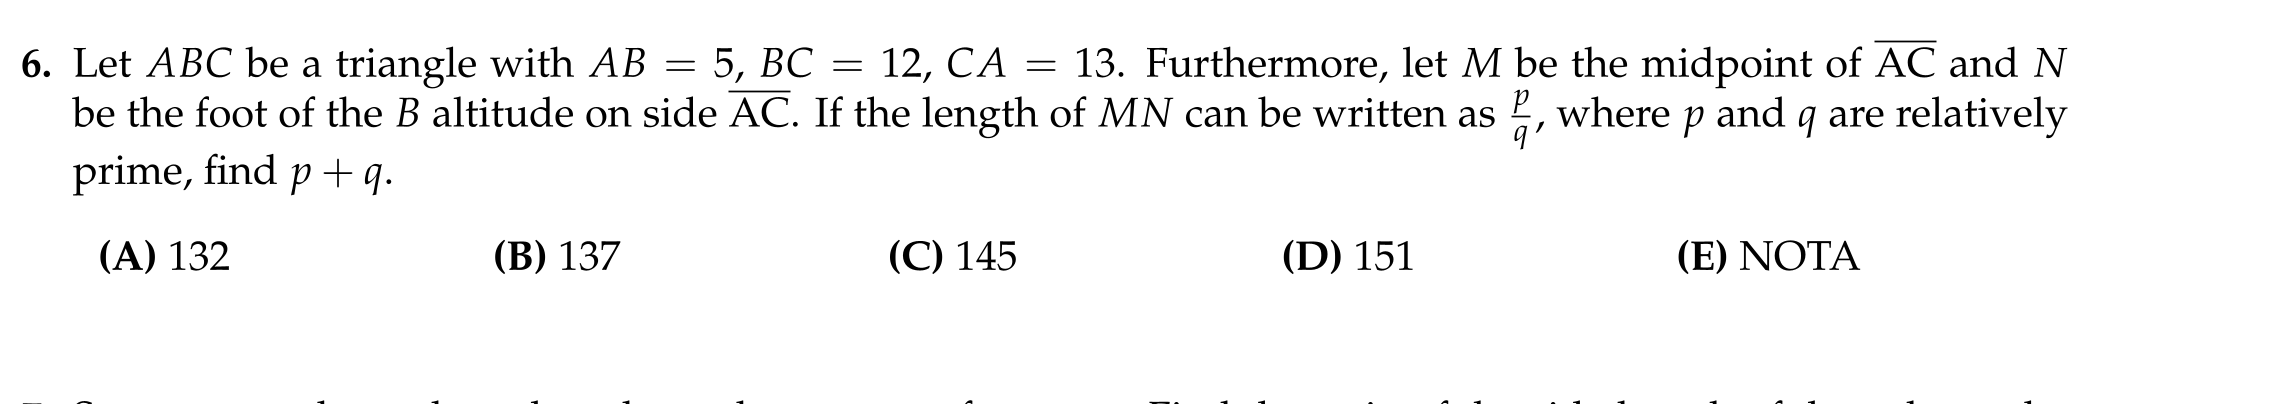 6. Let ABC be a triangle with AB = 5, BC = 12, CA = 13. Furthermore, let M be the midpoint of \overline{AC} and N
be the foot of the B altitude on side \overline{AC}. If the length of MN can be written as \frac{p}{q}, where p and q are relatively
prime, find p + q.
(A) 132 (B) 137 (C) 145 (D) 151 (E) NOTA